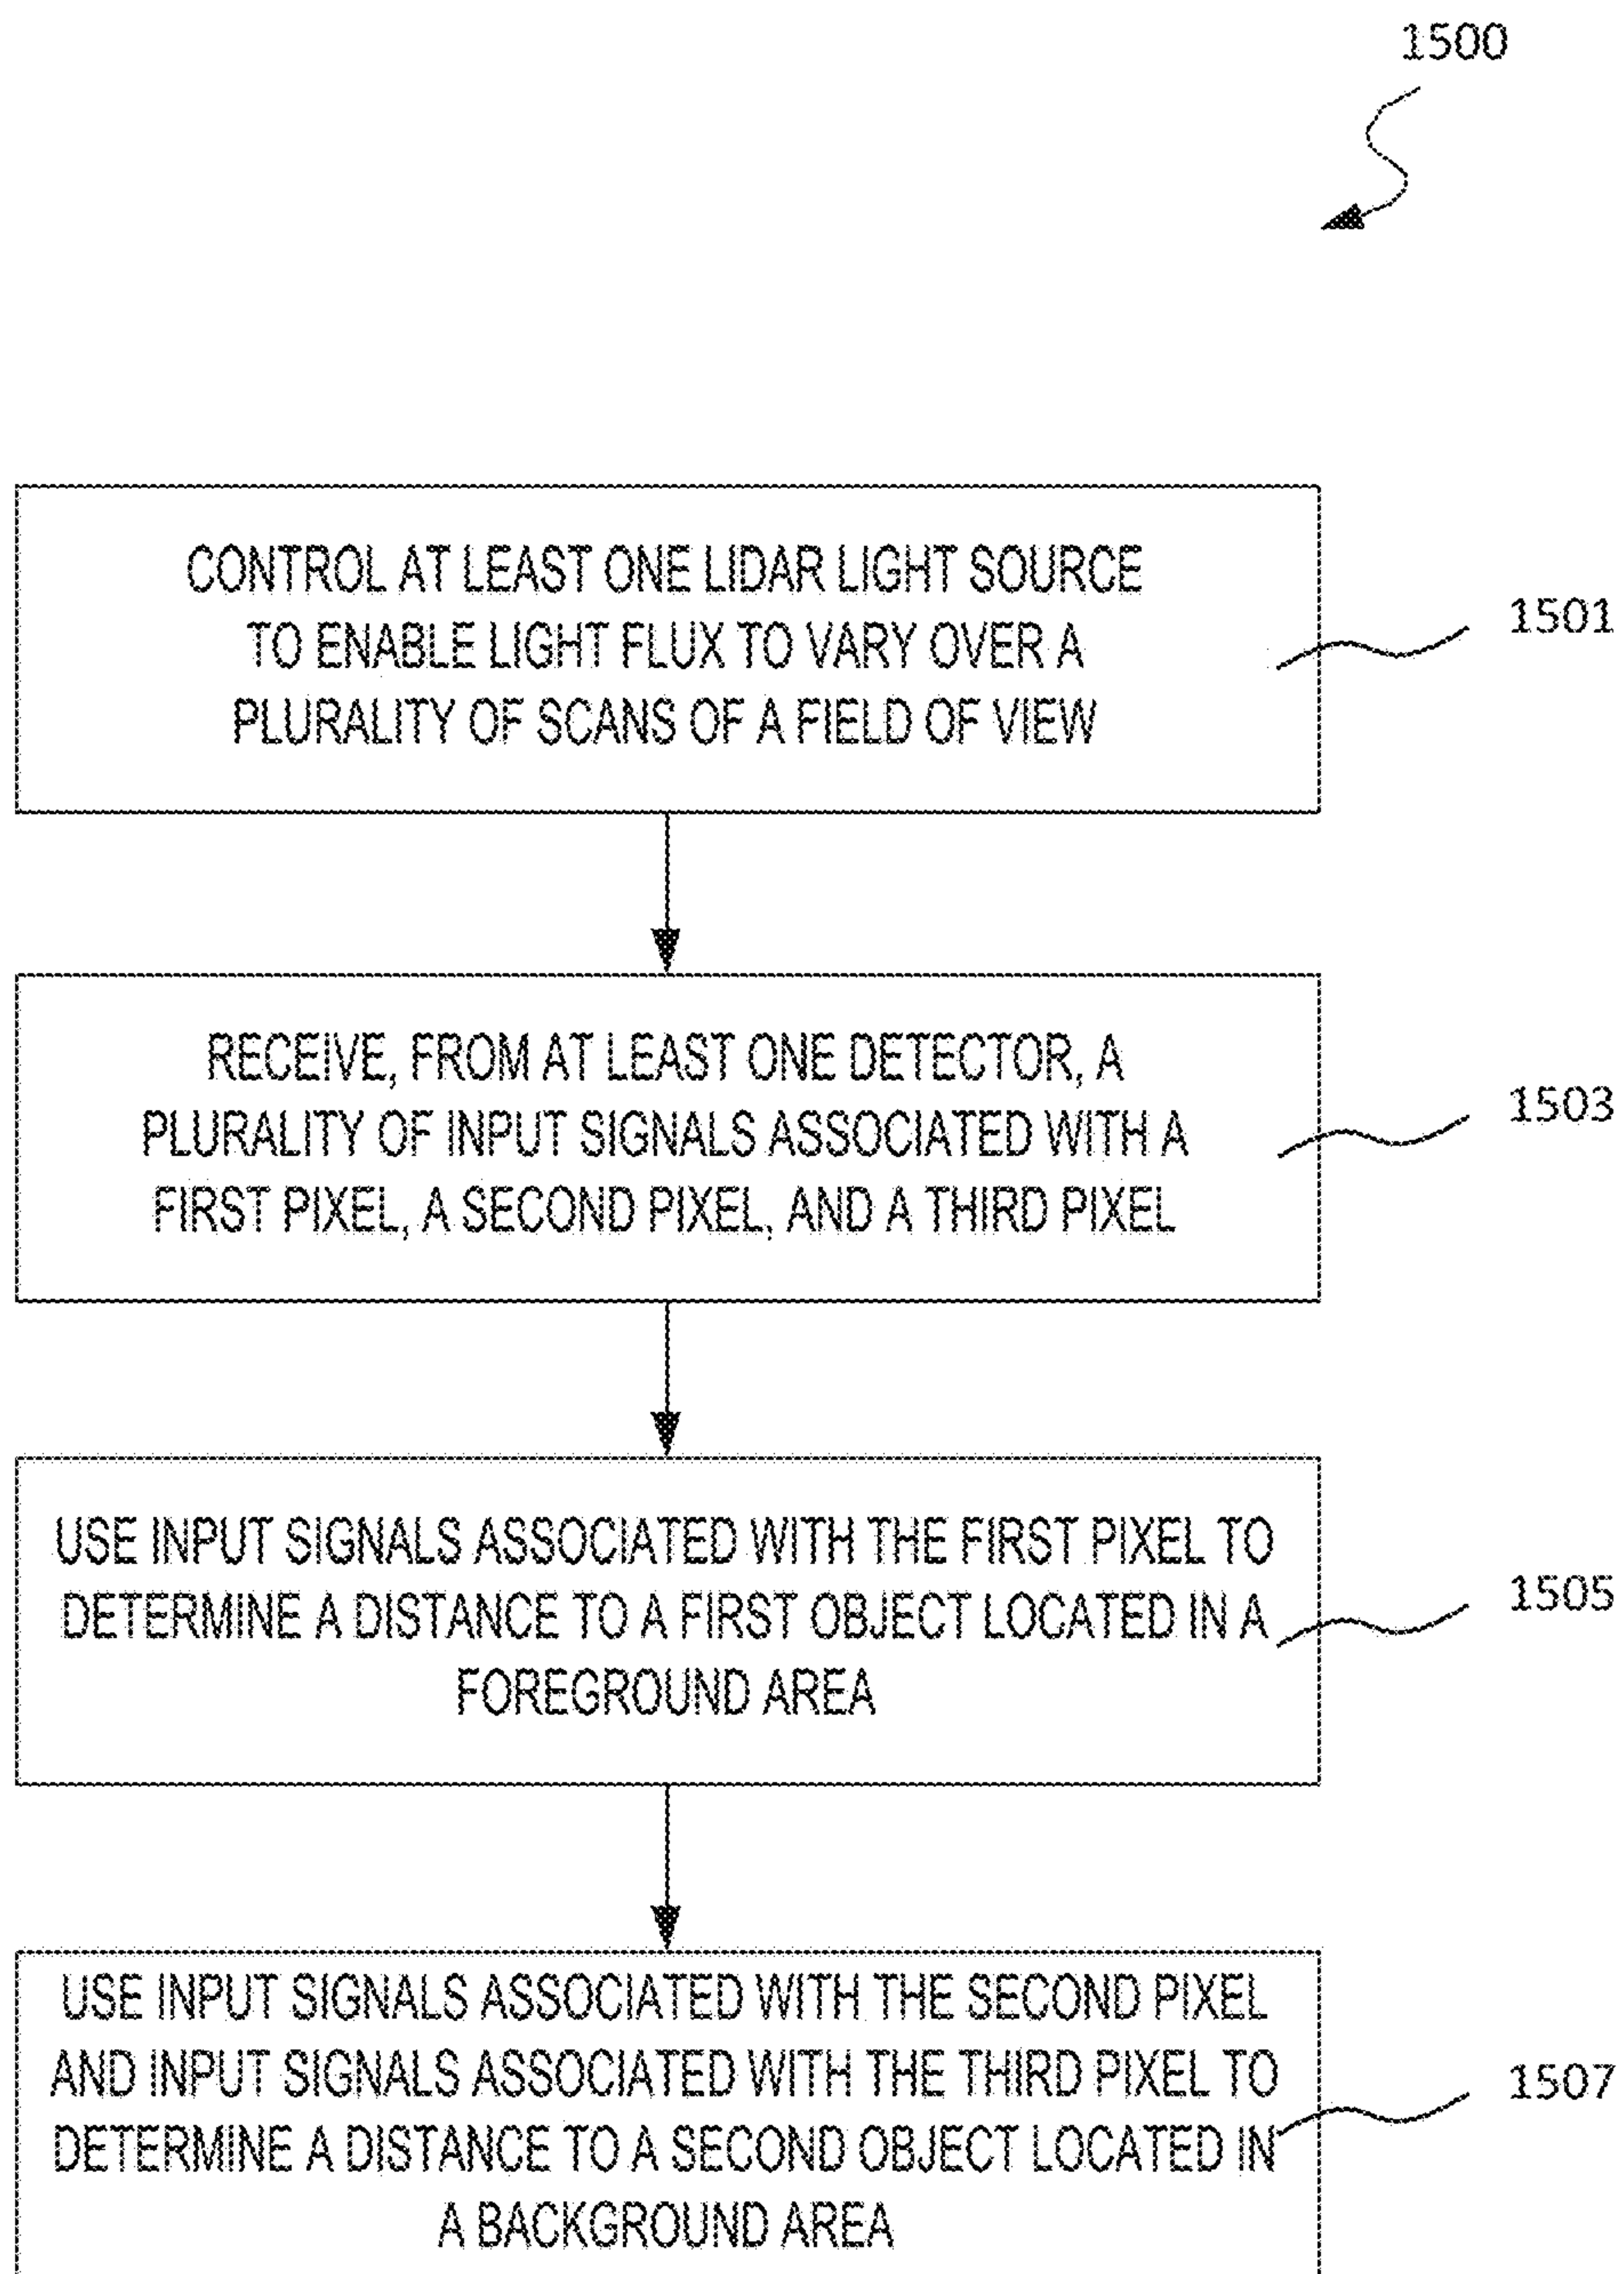 1500
CONTROL AT LEAST ONE LIDAR LIGHT SOURCE
TO ENABLE LIGHT FLUX TO VARY OVER A
PLURALITY OF SCANS OF A FIELD OF VIEW
1501
RECEIVE, FROM AT LEAST ONE DETECTOR, A
PLURALITY OF INPUT SIGNALS ASSOCIATED WITH A
FIRST PIXEL, A SECOND PIXEL, AND A THIRD PIXEL
1503
USE INPUT SIGNALS ASSOCIATED WITH THE FIRST PIXEL TO
DETERMINE A DISTANCE TO A FIRST OBJECT LOCATED IN A
FOREGROUND AREA
1505
USE INPUT SIGNALS ASSOCIATED WITH THE SECOND PIXEL
AND INPUT SIGNALS ASSOCIATED WITH THE THIRD PIXEL TO
DETERMINE A DISTANCE TO A SECOND OBJECT LOCATED IN
A BACKGROUND AREA
1507